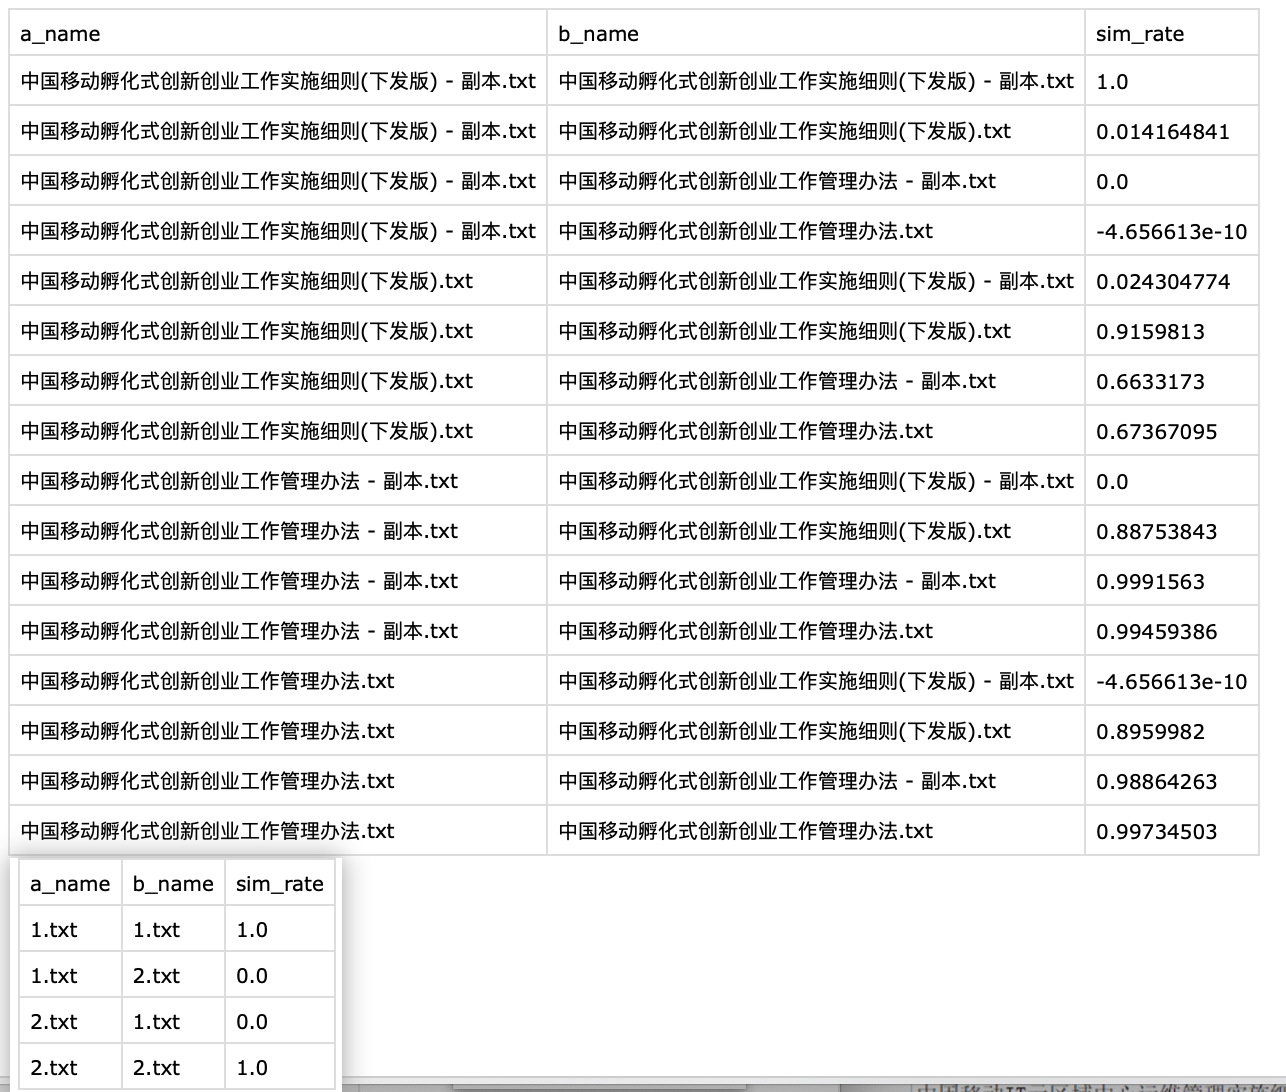 a_name b_name sim_rate
中国移动孵化式创新创业工作实施细则(下发版) - 副本.txt 中国移动孵化式创新创业工作实施细则(下发版) - 副本.txt 1.0
中国移动孵化式创新创业工作实施细则(下发版) - 副本.txt 中国移动孵化式创新创业工作实施细则(下发版).txt 0.014164841
中国移动孵化式创新创业工作实施细则(下发版) - 副本.txt 中国移动孵化式创新创业工作管理办法 - 副本.txt 0.0
中国移动孵化式创新创业工作实施细则(下发版) - 副本.txt 中国移动孵化式创新创业工作管理办法.txt -4.656613e-10
中国移动孵化式创新创业工作实施细则(下发版).txt 中国移动孵化式创新创业工作实施细则(下发版) - 副本.txt 0.024304774
中国移动孵化式创新创业工作实施细则(下发版).txt 中国移动孵化式创新创业工作实施细则(下发版).txt 0.9159813
中国移动孵化式创新创业工作实施细则(下发版).txt 中国移动孵化式创新创业工作管理办法 - 副本.txt 0.6633173
中国移动孵化式创新创业工作实施细则(下发版).txt 中国移动孵化式创新创业工作管理办法.txt 0.67367095
中国移动孵化式创新创业工作管理办法 - 副本.txt 中国移动孵化式创新创业工作实施细则(下发版) - 副本.txt 0.0
中国移动孵化式创新创业工作管理办法 - 副本.txt 中国移动孵化式创新创业工作实施细则(下发版).txt 0.88753843
中国移动孵化式创新创业工作管理办法 - 副本.txt 中国移动孵化式创新创业工作管理办法 - 副本.txt 0.9991563
中国移动孵化式创新创业工作管理办法 - 副本.txt 中国移动孵化式创新创业工作管理办法.txt 0.99459386
中国移动孵化式创新创业工作管理办法.txt 中国移动孵化式创新创业工作实施细则(下发版) - 副本.txt -4.656613e-10
中国移动孵化式创新创业工作管理办法.txt 中国移动孵化式创新创业工作实施细则(下发版).txt 0.8959982
中国移动孵化式创新创业工作管理办法.txt 中国移动孵化式创新创业工作管理办法 - 副本.txt 0.98864263
中国移动孵化式创新创业工作管理办法.txt 中国移动孵化式创新创业工作管理办法.txt 0.99734503
a_name b_name sim_rate
1.txt 1.txt 1.0
1.txt 2.txt 0.0
2.txt 1.txt 0.0
2.txt 2.txt 1.0